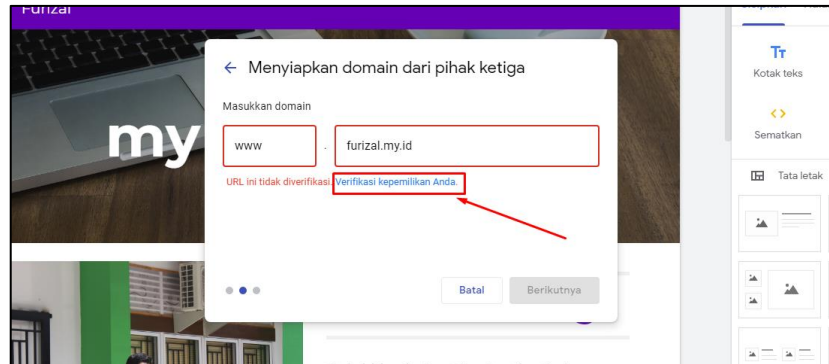 Furizal
my
← Menyiapkan domain dari pihak ketiga
Masukkan domain
www . furizal.my.id
URL ini tidak diverifikasi. Verifikasi kepemilikan Anda.
Batal Berikutnya
Tt
Kotak teks
<>
Sematkan
Tata letak